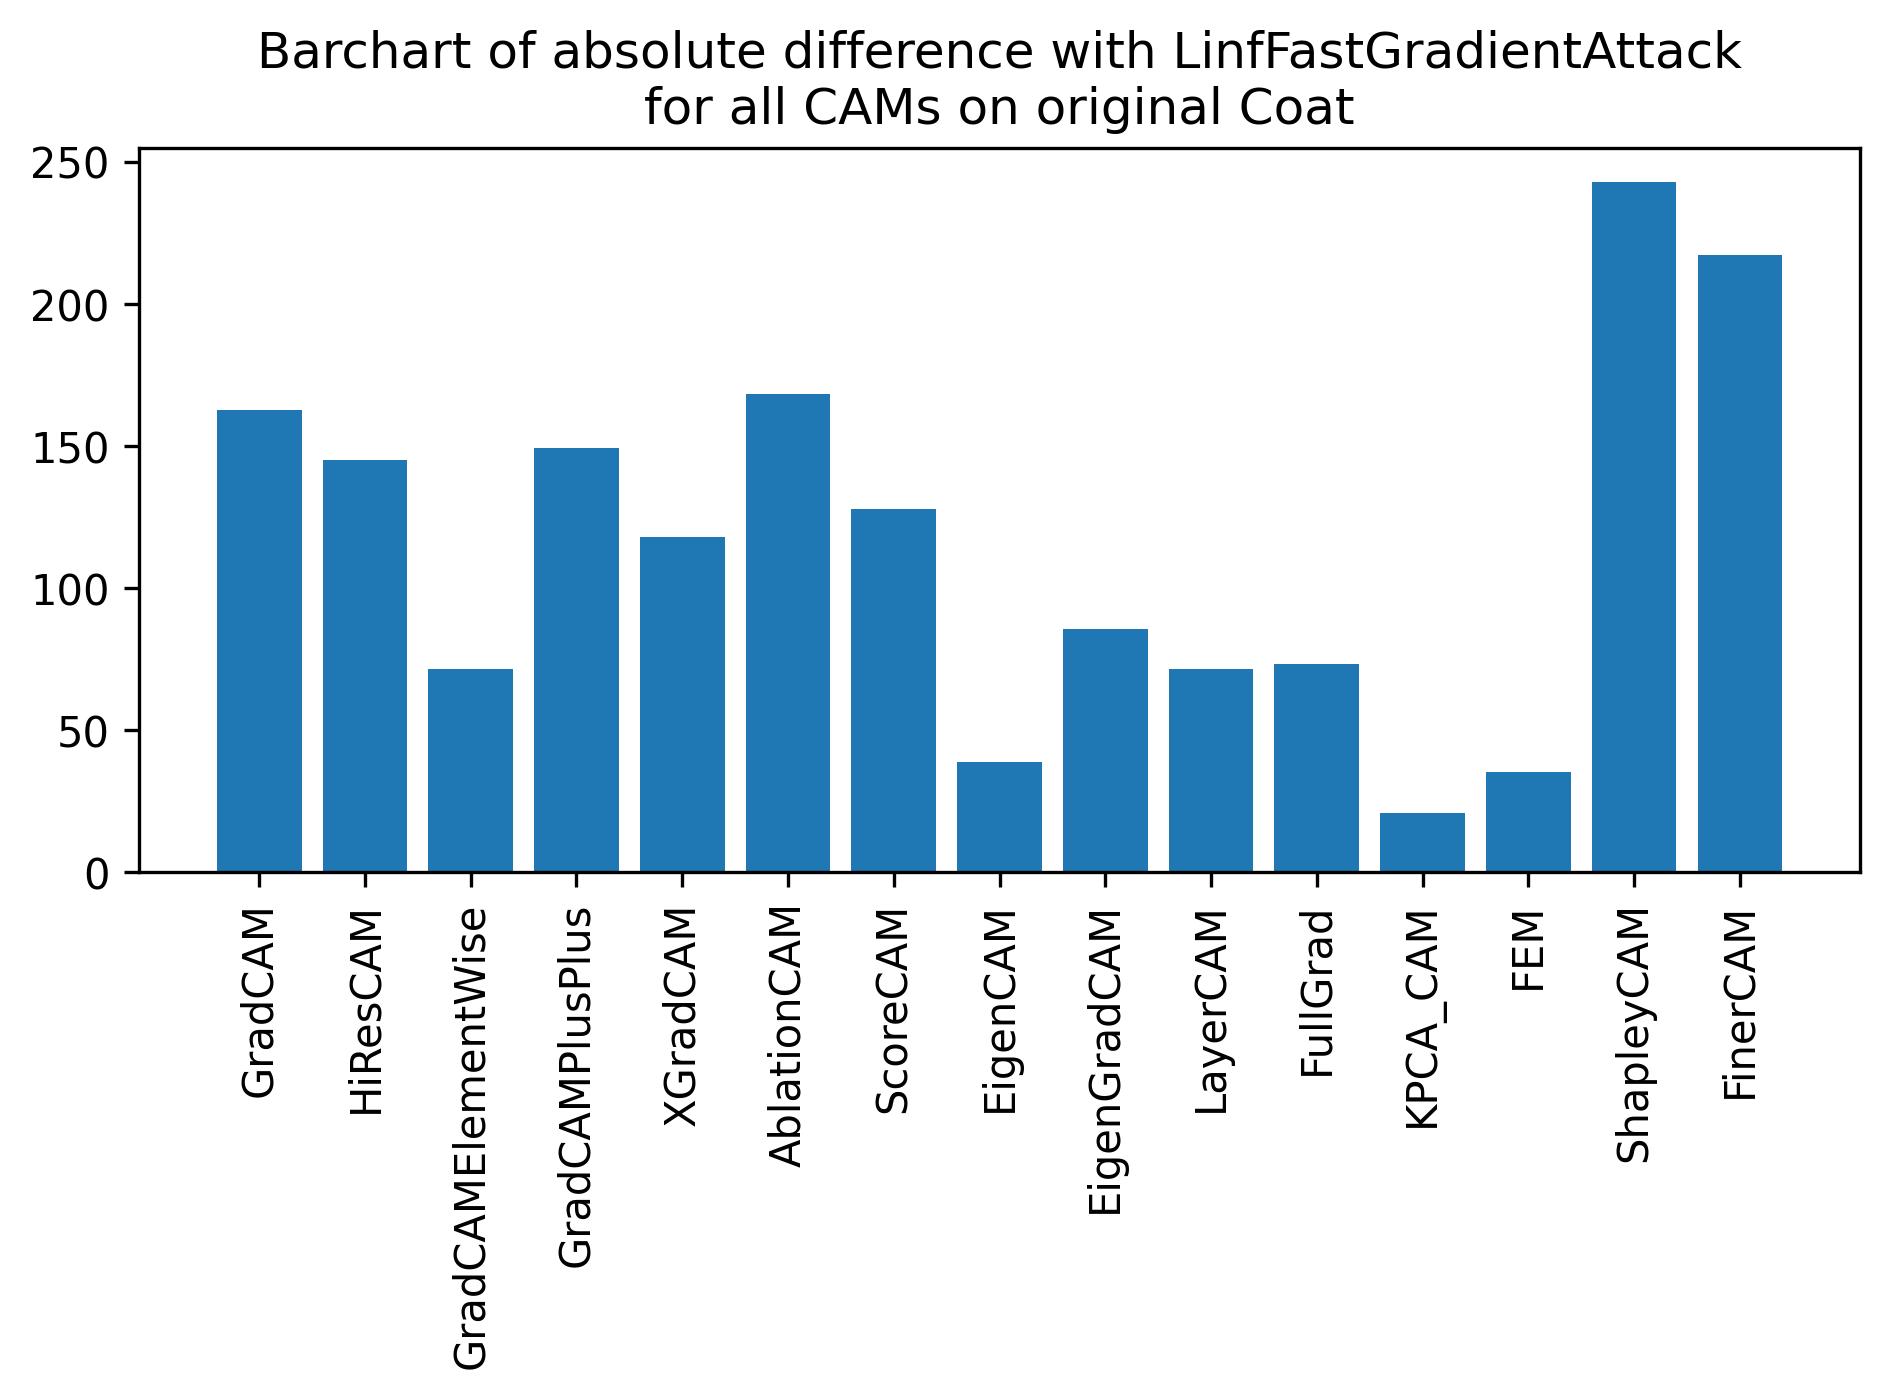 Barchart of absolute difference with LinfFastGradientAttack
for all CAMs on original Coat
250
200
150
100
50
0
GradCAM
HiResCAM
GradCAMElementWise
GradCAMPlusPlus
XGradCAM
AblationCAM
ScoreCAM
EigenCAM
EigenGradCAM
LayerCAM
FullGrad
KPCA_CAM
FEM
ShapleyCAM
FinerCAM